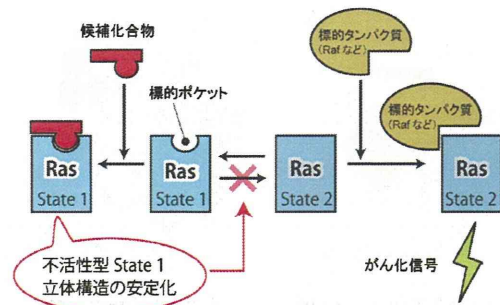 候補化合物
標的タンパク質
(Rafなど)
標的ポケット
標的タンパク質
(Rafなど)
Ras
State 1
Ras
State 1
Ras
State 2
Ras
State 2
不活性型 State 1
立体構造の安定化
がん化信号